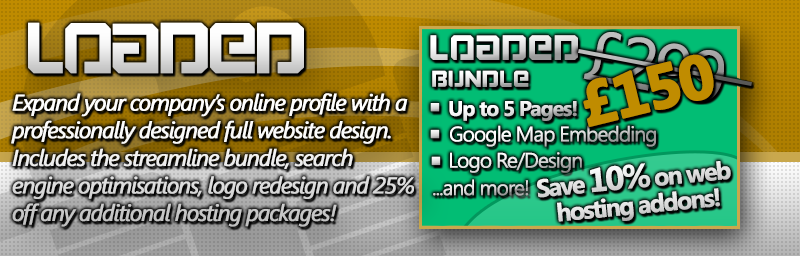 LOADED
Expand your company's online profile with a
professionally designed full website design.
Includes the streamline bundle, search
engine optimisations, logo redesign and 25%
off any additional hosting packages!
LOADED
BUNDLE
£200
£150
Up to 5 Pages!
Google Map Embedding
Logo Re/Design
...and more!
Save 10% on web
hosting addons!